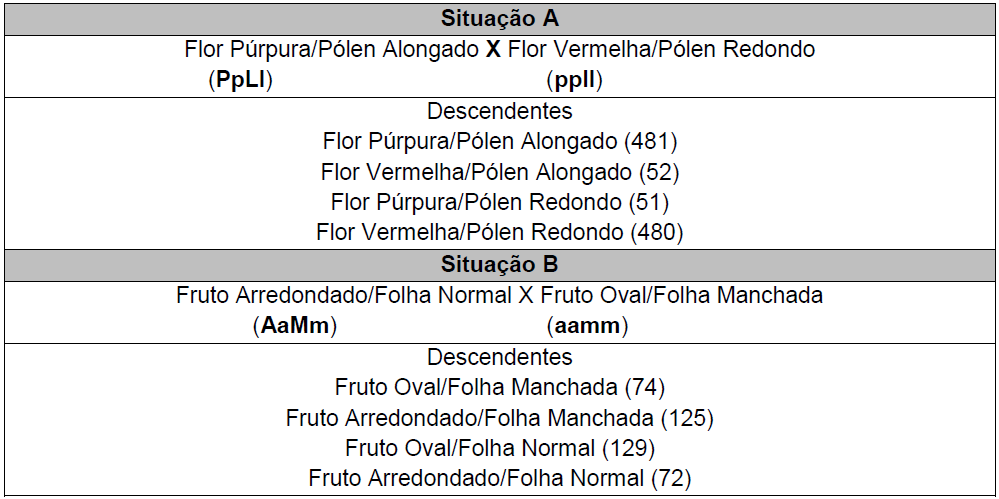 Situação A
Flor Púrpura/Pólen Alongado X Flor Vermelha/Pólen Redondo
(PpLl) (ppll)
Descendentes
Flor Púrpura/Pólen Alongado (481)
Flor Vermelha/Pólen Alongado (52)
Flor Púrpura/Pólen Redondo (51)
Flor Vermelha/Pólen Redondo (480)
Situação B
Fruto Arredondado/Folha Normal X Fruto Oval/Folha Manchada
(AaMm) (aamm)
Descendentes
Fruto Oval/Folha Manchada (74)
Fruto Arredondado/Folha Manchada (125)
Fruto Oval/Folha Normal (129)
Fruto Arredondado/Folha Normal (72)